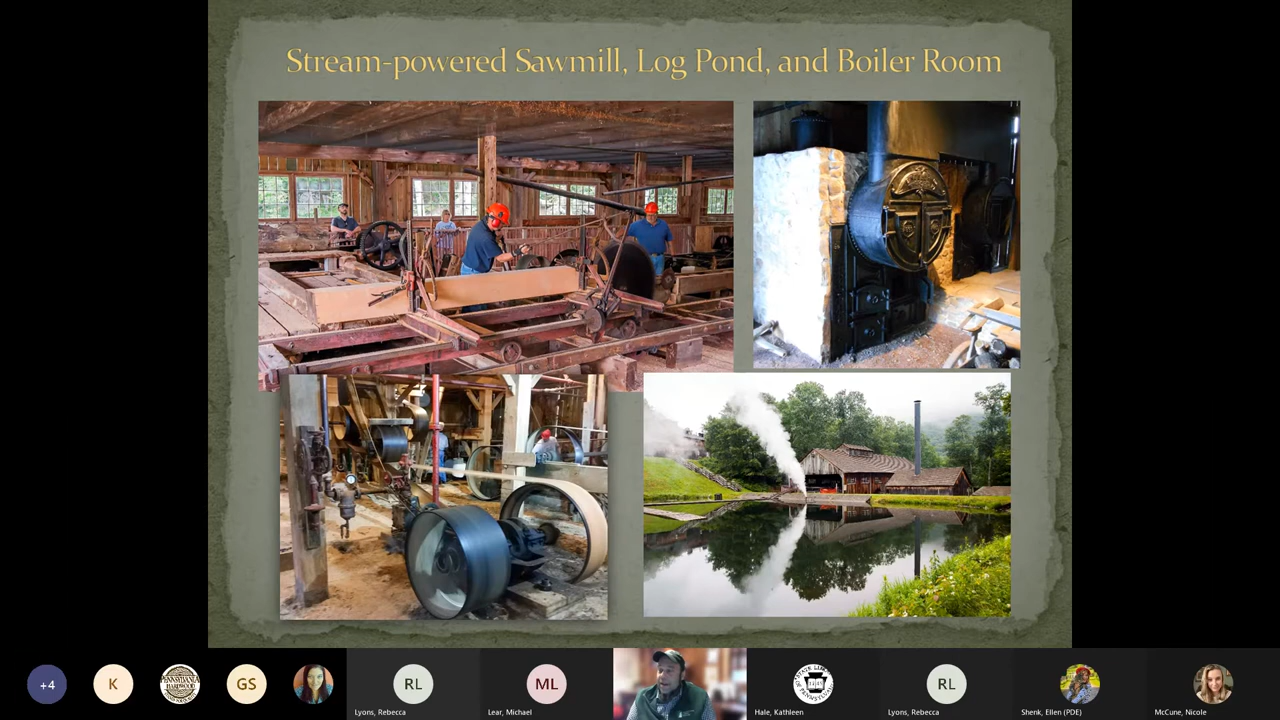 Stream-powered Sawmill, Log Pond, and Boiler Room
+4
K
GS
RL
Lyons, Rebecca
ML
Lear, Michael
Hale, Kathleen
RL
Lyons, Rebecca
Shenk, Ellen (PDE)
McCune, Nicole